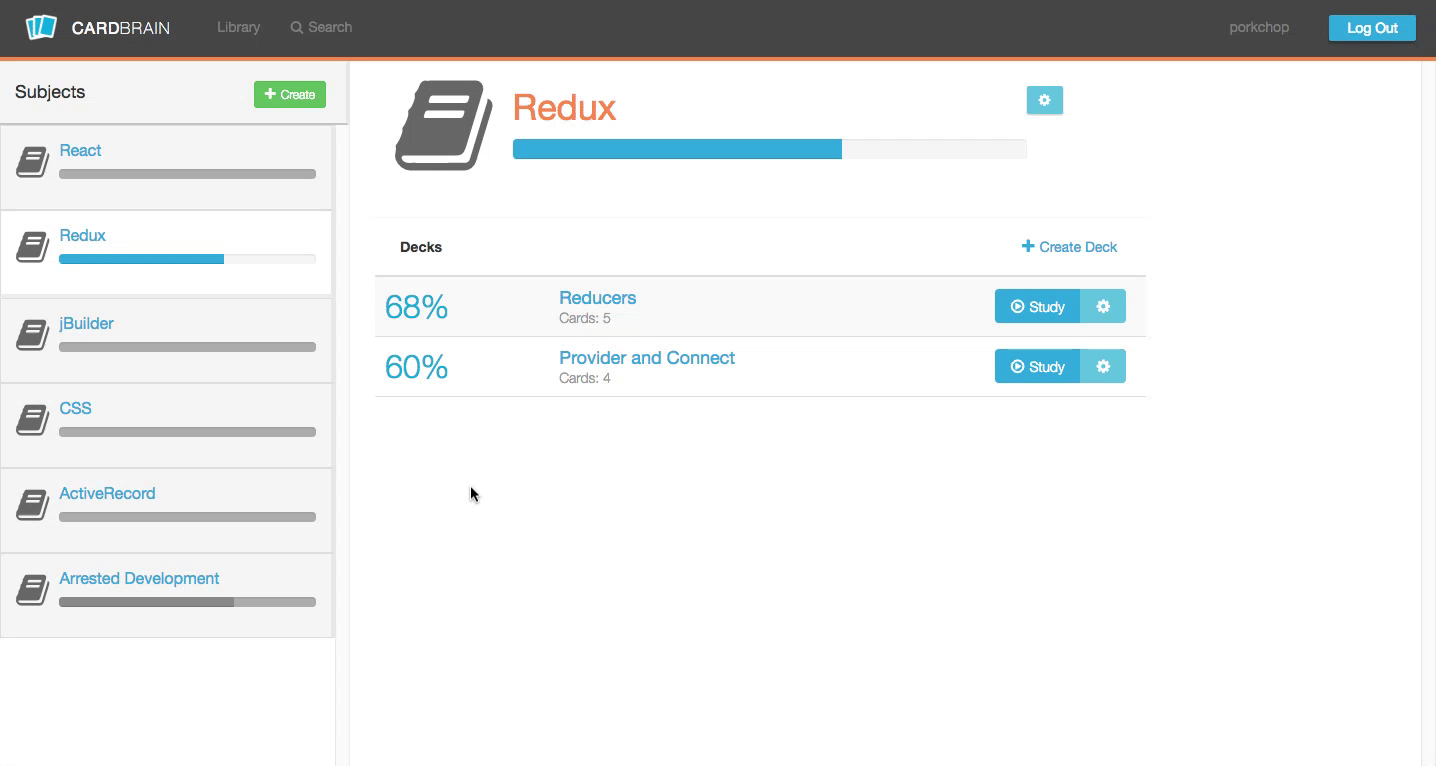 CARDBRAIN
Library
Search
porkchop
Log Out
Subjects
Create
React
Redux
jBuilder
CSS
ActiveRecord
Arrested Development
Redux
Decks
Create Deck
68%
Reducers
Cards: 5
Study
60%
Provider and Connect
Cards: 4
Study